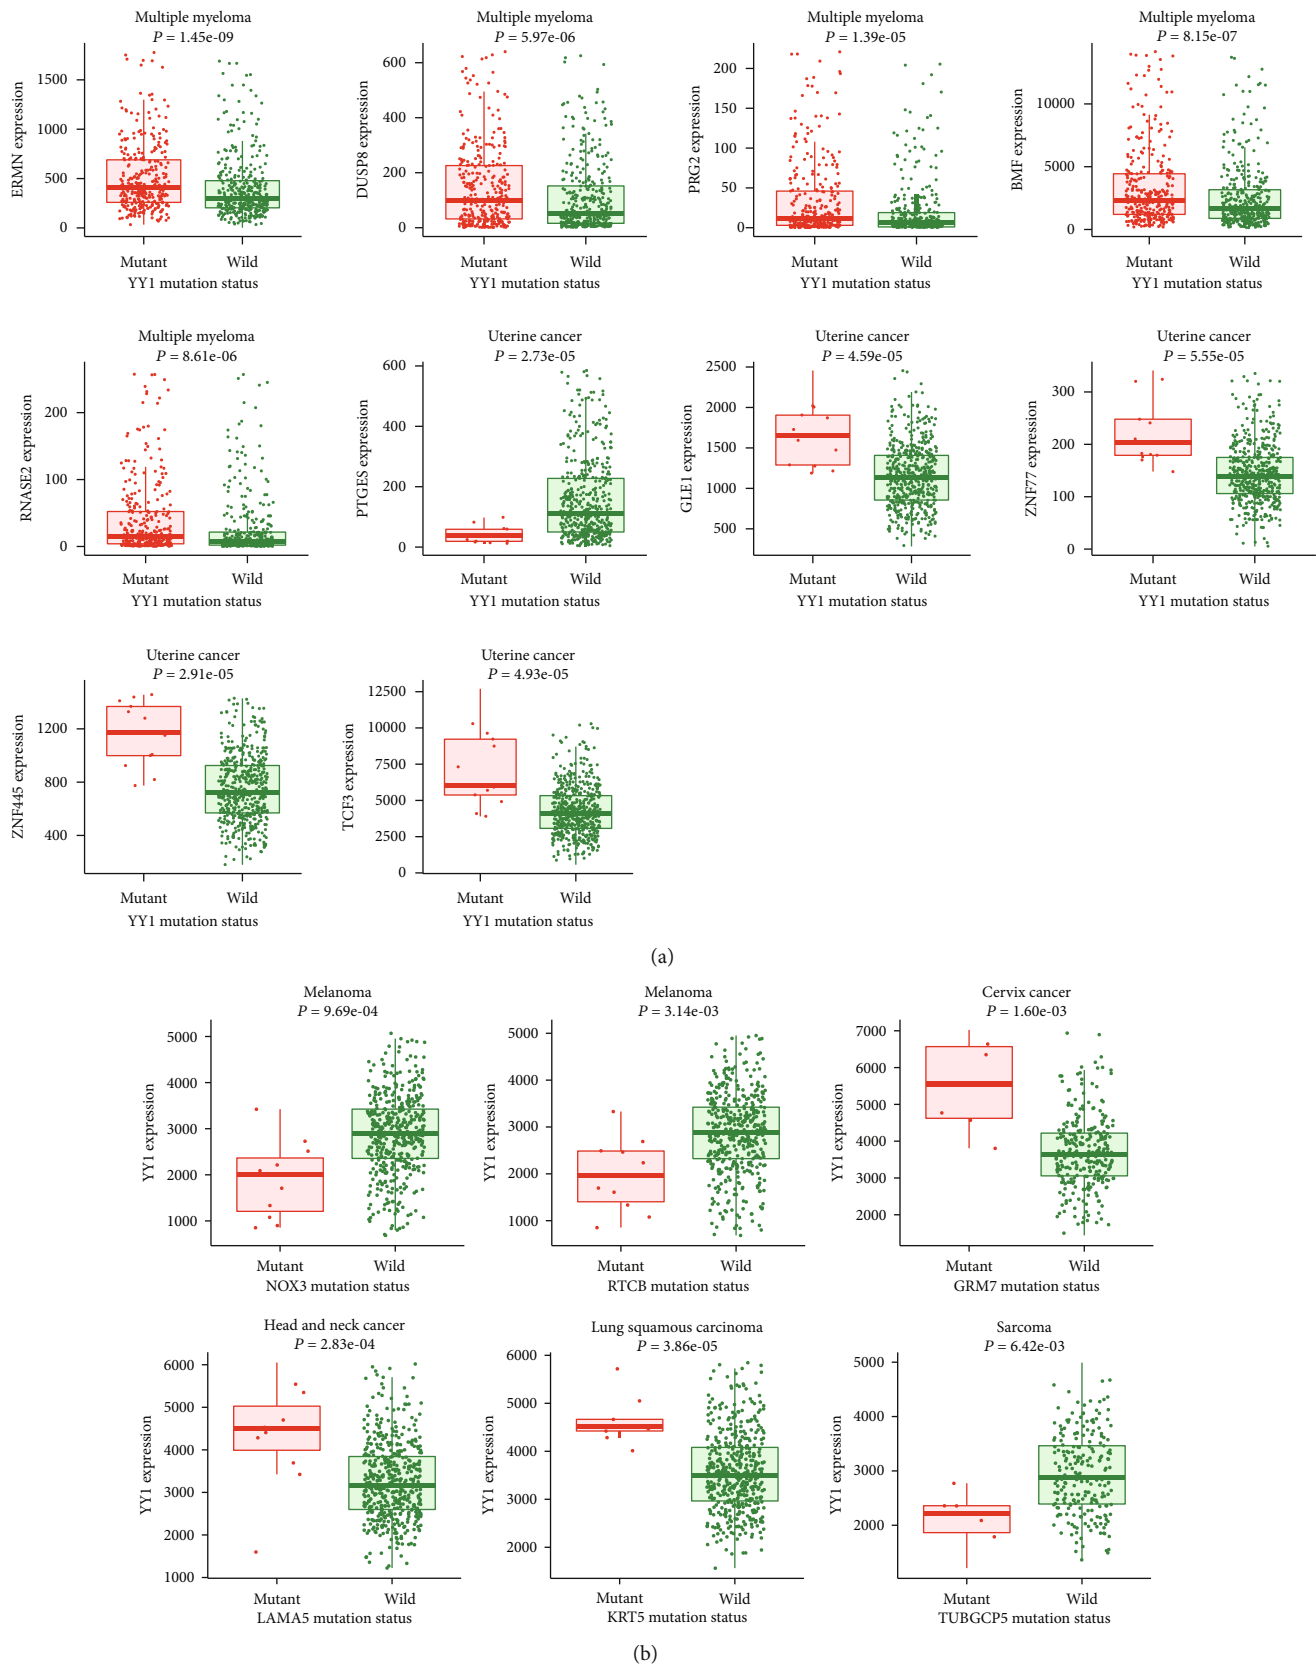 Multiple myeloma
P = 1.45e-09
ERMN expression
1500
1000
500
0
Mutant Wild
YY1 mutation status
Multiple myeloma
P = 5.97e-06
DUSP8 expression
600
400
200
0
Mutant Wild
YY1 mutation status
Multiple myeloma
P = 1.39e-05
PRG2 expression
200
150
100
50
0
Mutant Wild
YY1 mutation status
Multiple myeloma
P = 8.15e-07
BMF expression
10000
5000
0
Mutant Wild
YY1 mutation status
Multiple myeloma
P = 8.61e-06
RNASE2 expression
200
100
0
Mutant Wild
YY1 mutation status
Uterine cancer
P = 2.73e-05
PTGES expression
600
400
200
0
Mutant Wild
YY1 mutation status
Uterine cancer
P = 4.59e-05
GLE1 expression
2500
2000
1500
1000
500
Mutant Wild
YY1 mutation status
Uterine cancer
P = 5.55e-05
ZNF77 expression
300
200
100
0
Mutant Wild
YY1 mutation status
Uterine cancer
P = 2.91e-05
ZNF445 expression
1200
800
400
Mutant Wild
YY1 mutation status
Uterine cancer
P = 4.93e-05
TCF3 expression
12500
10000
7500
5000
2500
0
Mutant Wild
YY1 mutation status
(a)
Melanoma
P = 9.69e-04
YY1 expression
5000
4000
3000
2000
1000
Mutant Wild
NOX3 mutation status
Melanoma
P = 3.14e-03
YY1 expression
5000
4000
3000
2000
1000
Mutant Wild
RTCB mutation status
Cervix cancer
P = 1.60e-03
YY1 expression
7000
6000
5000
4000
3000
2000
Mutant Wild
GRM7 mutation status
Head and neck cancer
P = 2.83e-04
YY1 expression
6000
5000
4000
3000
2000
1000
Mutant Wild
LAMA5 mutation status
Lung squamous carcinoma
P = 3.86e-05
YY1 expression
6000
5000
4000
3000
2000
Mutant Wild
KRT5 mutation status
Sarcoma
P = 6.42e-03
YY1 expression
5000
4000
3000
2000
Mutant Wild
TUBGCP5 mutation status
(b)